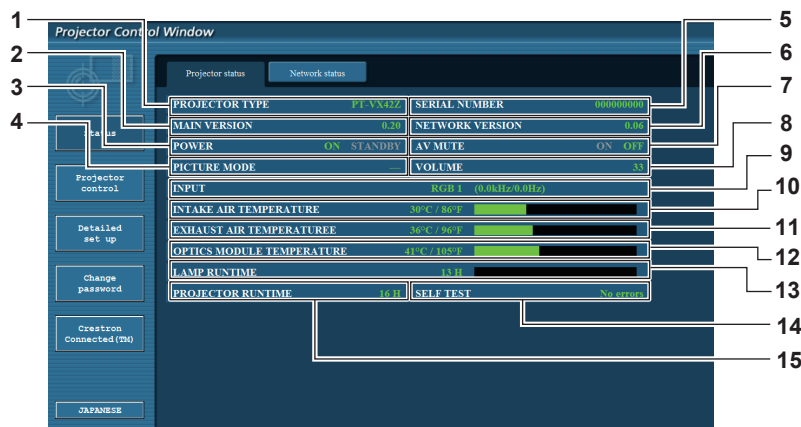 Projector Control Window
Projector status
Network status
PROJECTOR TYPE PT-VX42Z
SERIAL NUMBER 000000000
MAIN VERSION 0.20
NETWORK VERSION 0.06
POWER ON STANDBY
AV MUTE ON OFF
PICTURE MODE ---
VOLUME 33
INPUT RGB 1 (0.0kHz/0.0Hz)
INTAKE AIR TEMPERATURE 30°C / 86°F
EXHAUST AIR TEMPERATUREE 36°C / 96°F
OPTICS MODULE TEMPERATURE 41°C / 105°F
LAMP RUNTIME 13 H
PROJECTOR RUNTIME 16 H
SELF TEST No errors
Status
Projector
control
Detailed
set up
Change
password
Crestron
Connected(TM)
JAPANESE
1
2
3
4
5
6
7
8
9
10
11
12
13
14
15